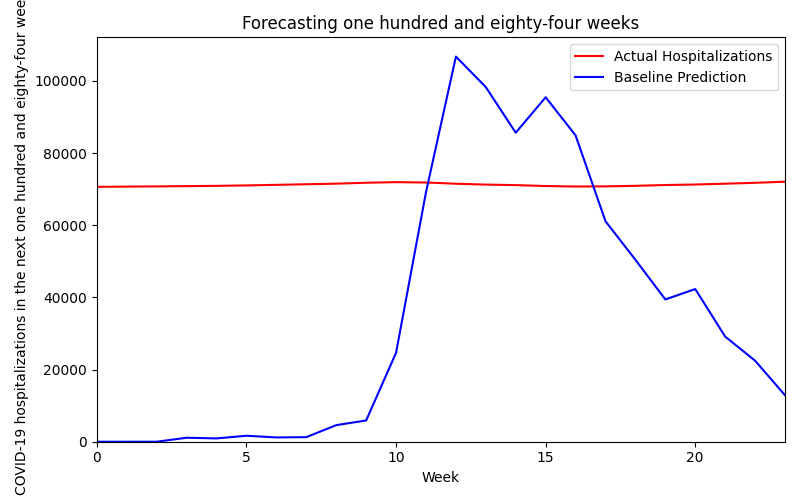 Forecasting one hundred and eighty-four weeks
Actual Hospitalizations
Baseline Prediction
COVID-19 hospitalizations in the next one hundred and eighty-four
100000
80000
60000
40000
20000
0
0
5
10
15
20
Week